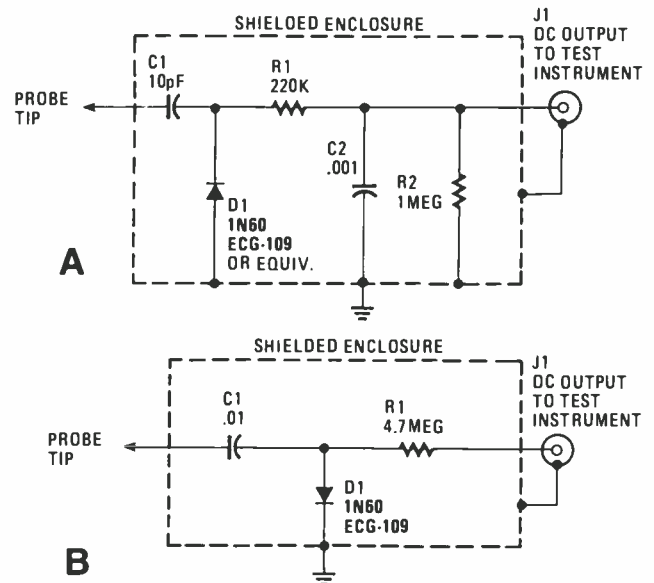 SHIELOED ENCLOSURE
J1
DC OUTPUT
TO TEST
INSTRUMENT
C1
10pF
R1
220K
PROBE
TIP
C2
.001
R2
1MEG
D1
1N60
ECG-109
OR EQUIV.
A
SHIELDED ENCLOSURE
J1
DC OUTPUT
TO TEST
INSTRUMENT
C1
.01
R1
4.7MEG
PROBE
TIP
D1
1N60
ECG-109
B